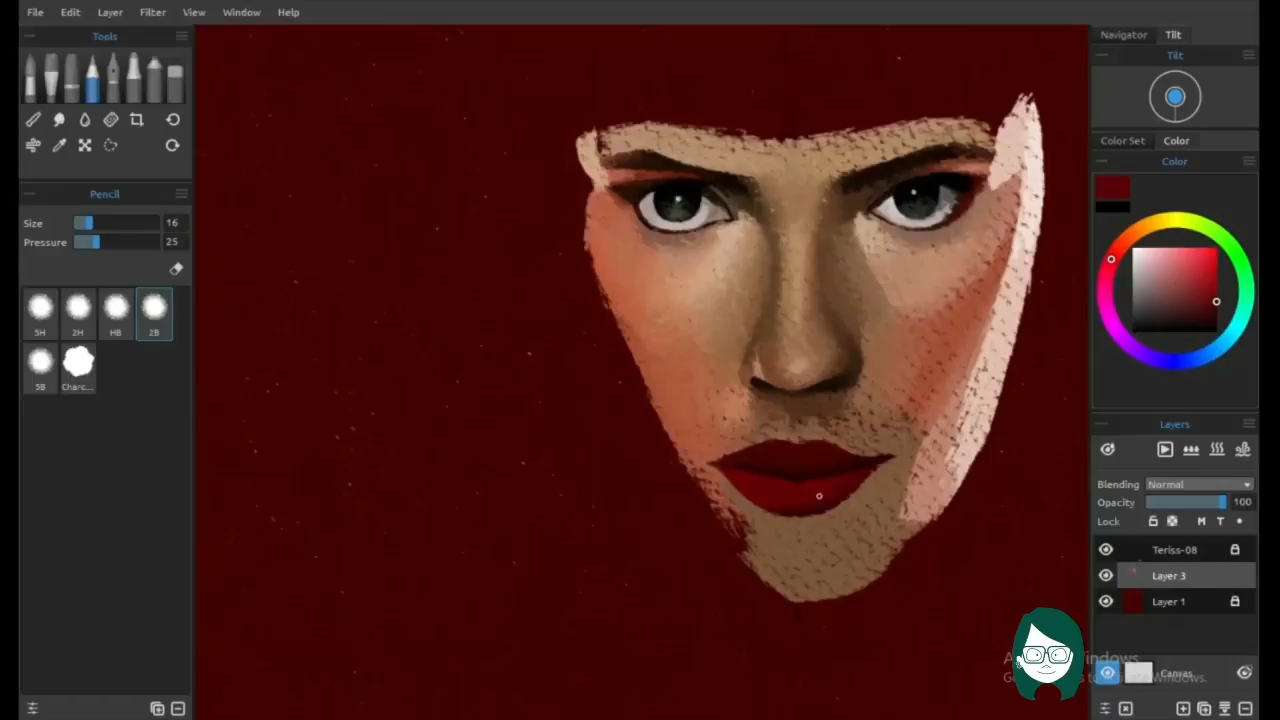 File Edit Layer Filter View Window Help
Tools
Pencil
Size 16
Pressure 25
5H 2H HB 2B
5B Charc...
Navigator Tilt
Tilt
Color Set Color
Color
Layers
Blending Normal
Opacity 100
Lock M T
Teriss-08
Layer 3
Layer 1
Canvas